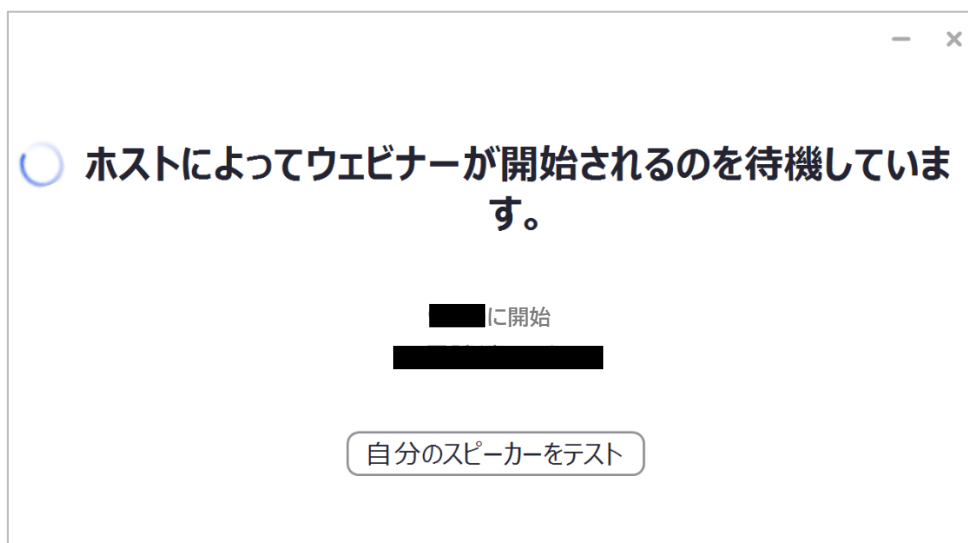 ホストによってウェビナーが開始されるのを待機していま
す。
に開始
自分のスピーカーをテスト